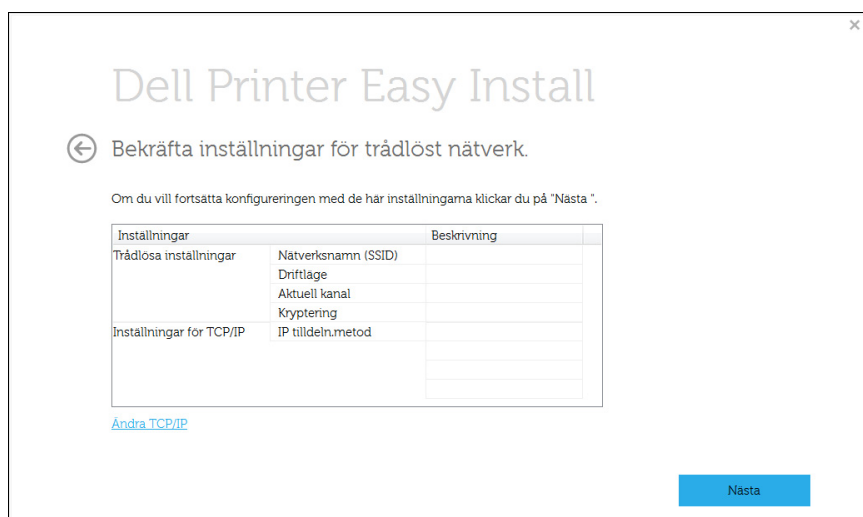 ×
Dell Printer Easy Install
Bekräfta inställningar för trådlöst nätverk.
Om du vill fortsätta konfigureringen med de här inställningarna klickar du på "Nästa ".
Inställningar Beskrivning
Trådlösa inställningar Nätverksnamn (SSID)
Driftläge
Aktuell kanal
Kryptering
Inställningar för TCP/IP IP tilldeln.metod
Ändra TCP/IP
Nästa